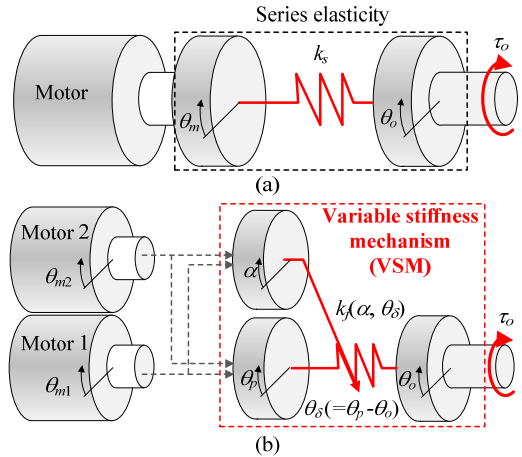 Series elasticity
k_s
τ_o
Motor
θ_m
θ_o
(a)
Motor 2
Variable stiffness
mechanism
(VSM)
θ_m2
α
k_f(α, θ_δ)
τ_o
Motor 1
θ_m1
θ_p
θ_o
θ_δ(=θ_p-θ_o)
(b)